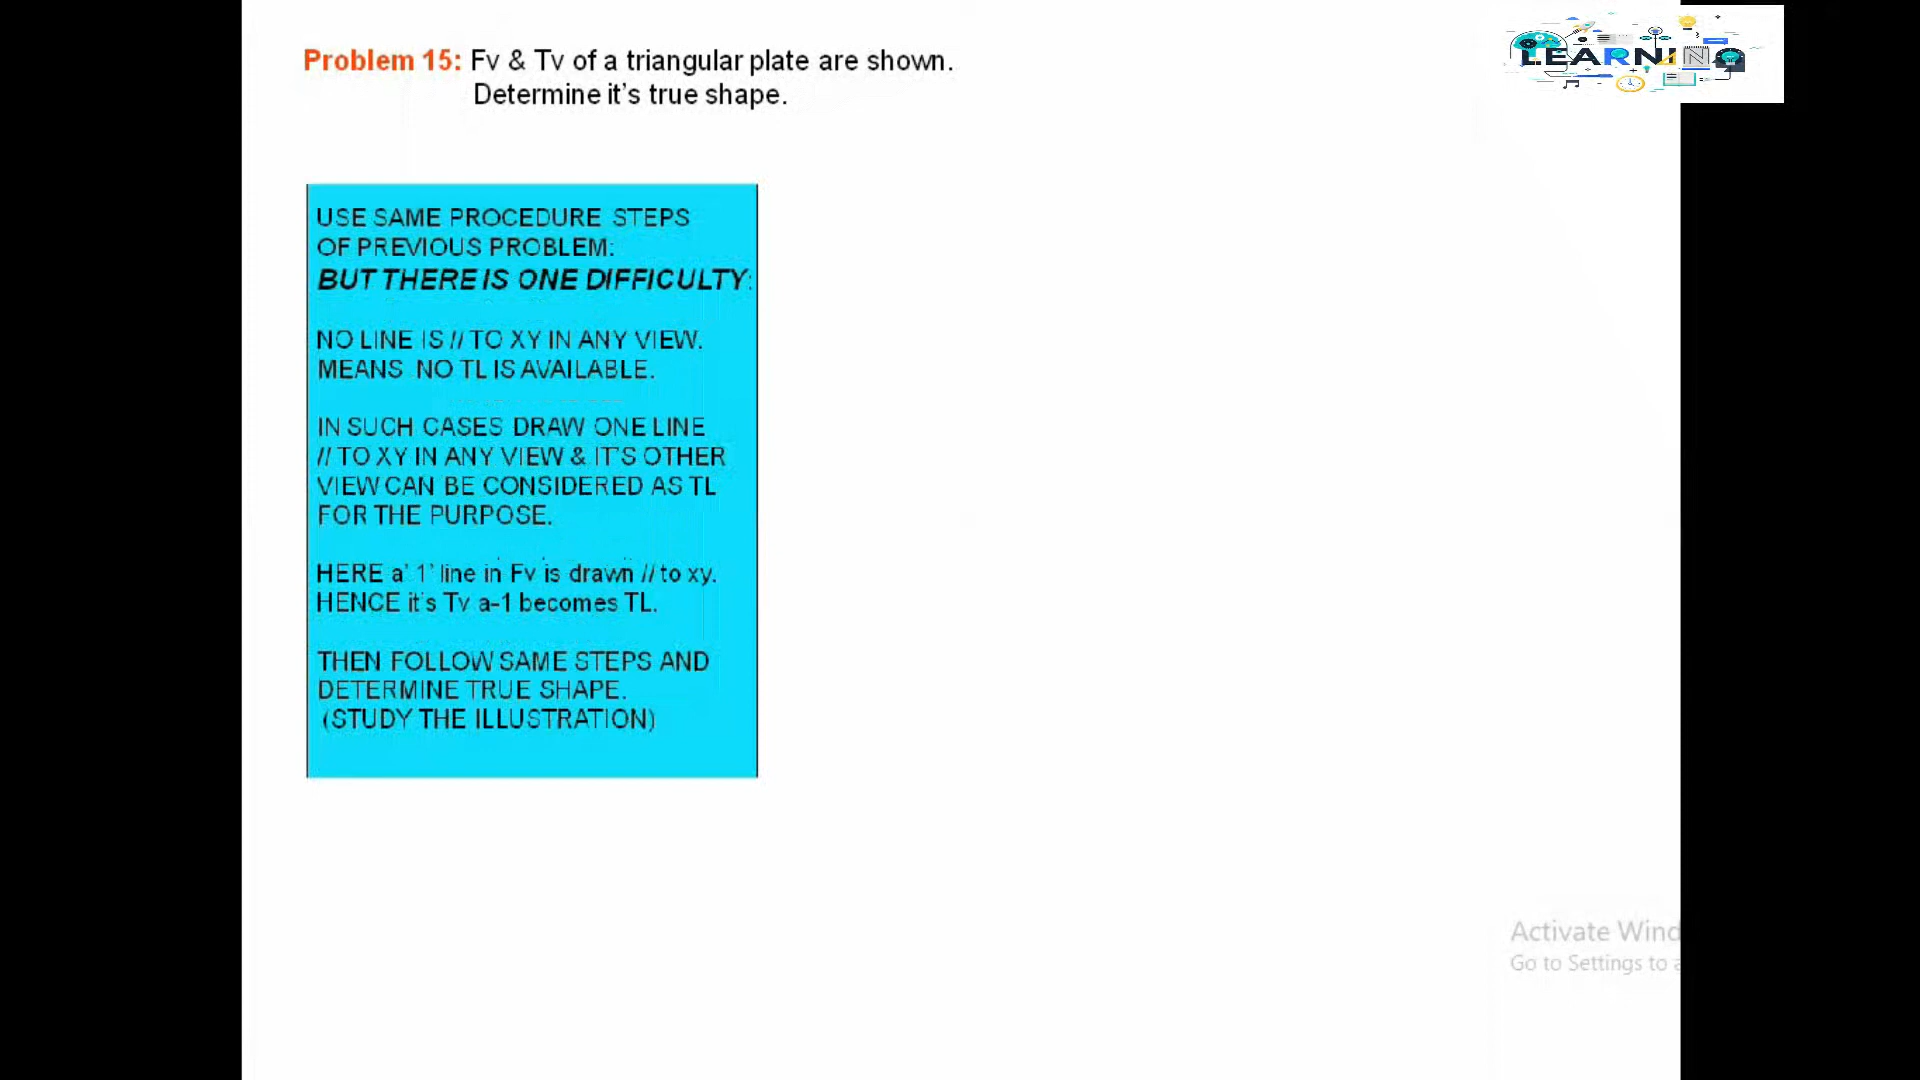 Problem 15: Fv & Tv of a triangular plate are shown.
Determine it's true shape.
LEARNING
USE SAME PROCEDURE STEPS
OF PREVIOUS PROBLEM:
BUT THERE IS ONE DIFFICULTY:
NO LINE IS // TO XY IN ANY VIEW.
MEANS NO TL IS AVAILABLE.
IN SUCH CASES DRAW ONE LINE
// TO XY IN ANY VIEW & IT'S OTHER
VIEW CAN BE CONSIDERED AS TL
FOR THE PURPOSE.
HERE a' 1' line in Fv is drawn // to xy.
HENCE it's Tv a-1 becomes TL.
THEN FOLLOW SAME STEPS AND
DETERMINE TRUE SHAPE.
(STUDY THE ILLUSTRATION)
Activate Wind
Go to Settings to a